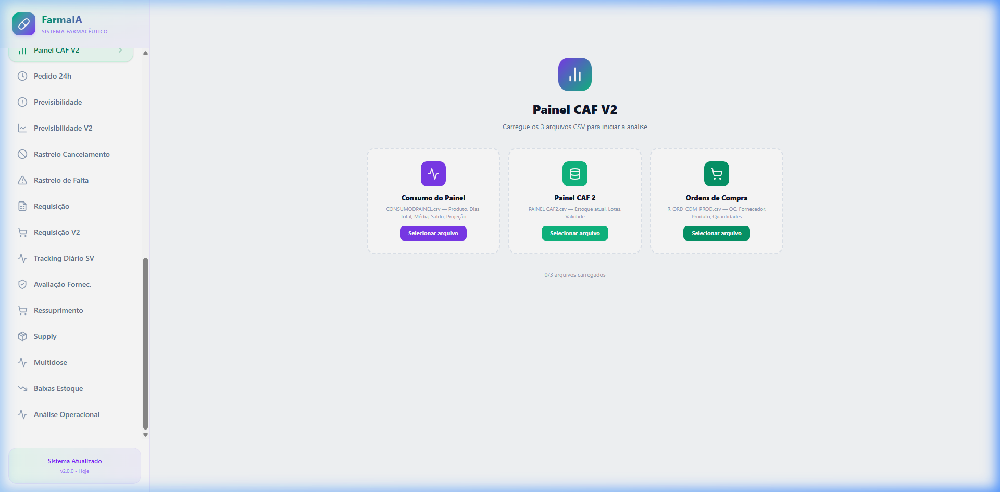 FarmaIA
SISTEMA FARMACÊUTICO
Painel CAF V2
Pedido 24h
Previsibilidade
Previsibilidade V2
Rastreio Cancelamento
Rastreio de Falta
Requisição
Requisição V2
Tracking Diário SV
Avaliação Fornec.
Ressuprimento
Supply
Multidose
Baixas Estoque
Análise Operacional
Sistema Atualizado
v2.0.0 • Hoje
Painel CAF V2
Carregue os 3 arquivos CSV para iniciar a análise
Consumo do Painel
CONSUMODPAINEL.csv — Produto, Dias,
Total, Média, Saldo, Projeção
Selecionar arquivo
Painel CAF 2
PAINEL CAF2.csv — Estoque atual, Lotes,
Validade
Selecionar arquivo
Ordens de Compra
R_ORD_COM_PROD.csv — OC, Fornecedor,
Produto, Quantidades
Selecionar arquivo
0/3 arquivos carregados